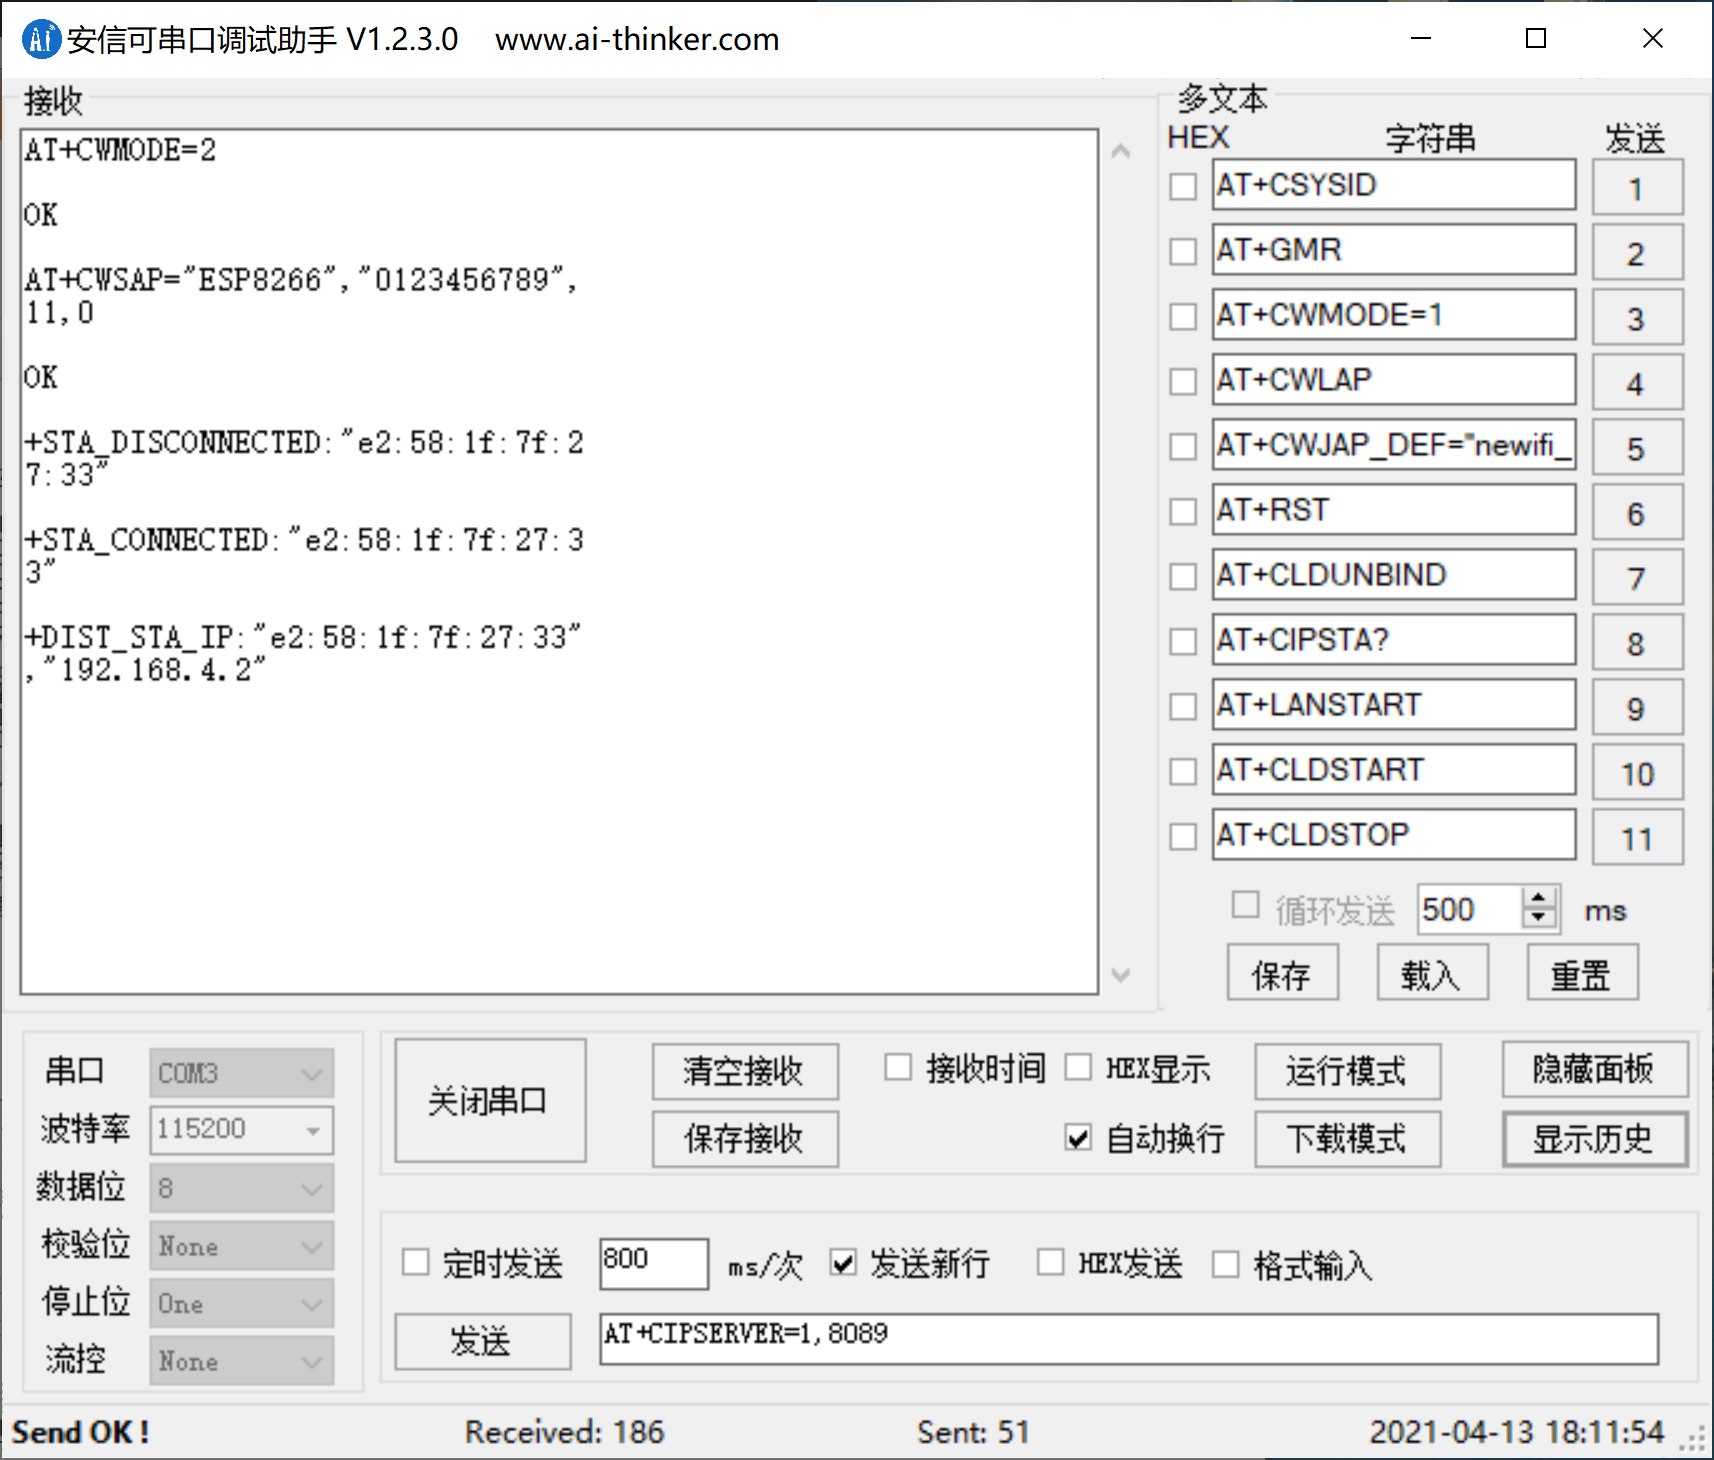 安信可串口调试助手 V1.2.3.0    www.ai-thinker.com
接收
AT+CWMODE=2
OK
AT+CWSAP="ESP8266","0123456789",
11,0
OK
+STA_DISCONNECTED:"e2:58:1f:7f:2
7:33"
+STA_CONNECTED:"e2:58:1f:7f:27:3
3"
+DIST_STA_IP:"e2:58:1f:7f:27:33"
,"192.168.4.2"
多文本
HEX 字符串 发送
AT+CSYSID 1
AT+GMR 2
AT+CWMODE=1 3
AT+CWLAP 4
AT+CWJAP_DEF="newifi_ 5
AT+RST 6
AT+CLDUNBIND 7
AT+CIPSTA? 8
AT+LANSTART 9
AT+CLDSTART 10
AT+CLDSTOP 11
循环发送 500 ms
保存 载入 重置
串口 COM3
波特率 115200
数据位 8
校验位 None
停止位 One
流控 None
关闭串口
清空接收 接收时间 HEX显示 运行模式 隐藏面板
保存接收 自动换行 下载模式 显示历史
定时发送 800 ms/次 发送新行 HEX发送 格式输入
发送 AT+CIPSERVER=1,8089
Send OK ! Received: 186 Sent: 51 2021-04-13 18:11:54